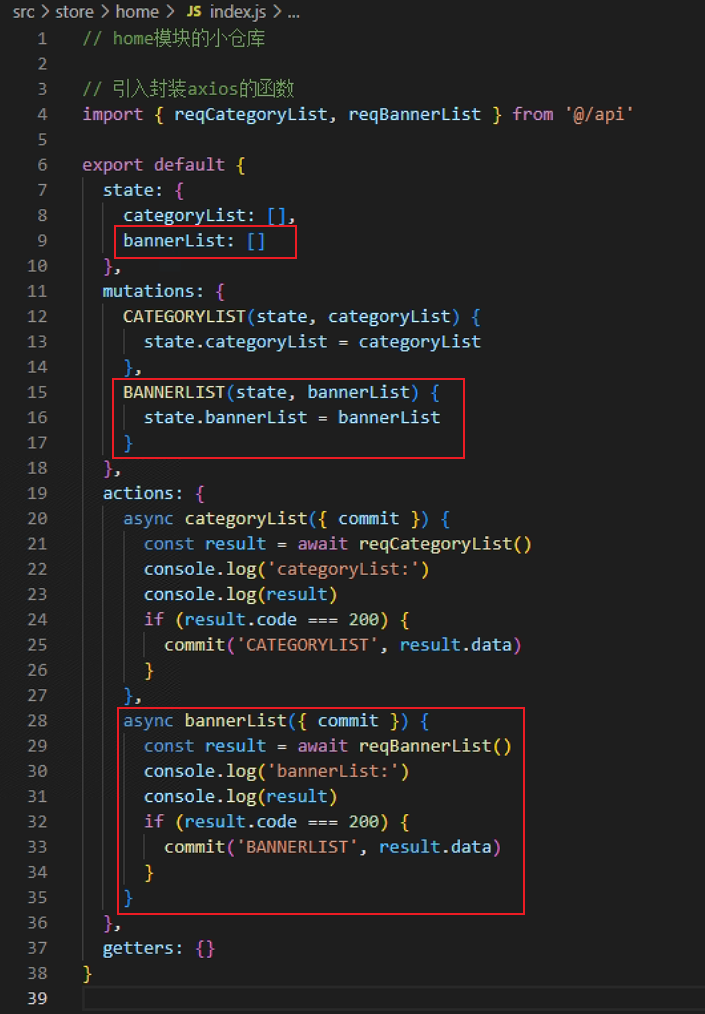 src > store > home > JS index.js > ...
1 // home模块的小仓库
2
3 // 引入封装axios的函数
4 import { reqCategoryList, reqBannerList } from '@/api'
5
6 export default {
7   state: {
8     categoryList: [],
9     bannerList: []
10   },
11   mutations: {
12     CATEGORYLIST(state, categoryList) {
13       state.categoryList = categoryList
14     },
15     BANNERLIST(state, bannerList) {
16       state.bannerList = bannerList
17     }
18   },
19   actions: {
20     async categoryList({ commit }) {
21       const result = await reqCategoryList()
22       console.log('categoryList:')
23       console.log(result)
24       if (result.code === 200) {
25         commit('CATEGORYLIST', result.data)
26       }
27     },
28     async bannerList({ commit }) {
29       const result = await reqBannerList()
30       console.log('bannerList:')
31       console.log(result)
32       if (result.code === 200) {
33         commit('BANNERLIST', result.data)
34       }
35     }
36   },
37   getters: {}
38 }
39